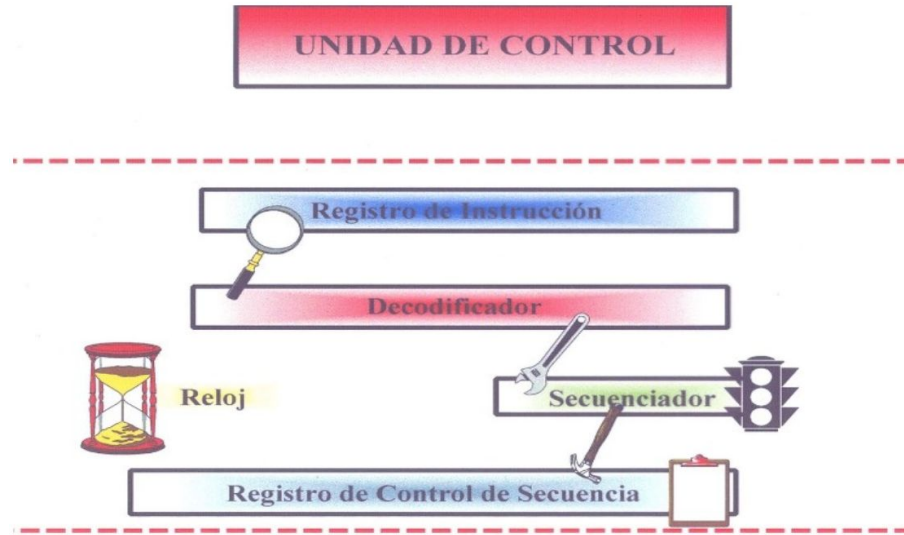 UNIDAD DE CONTROL
Registro de Instrucción
Decodificador
Reloj
Secuenciador
Registro de Control de Secuencia